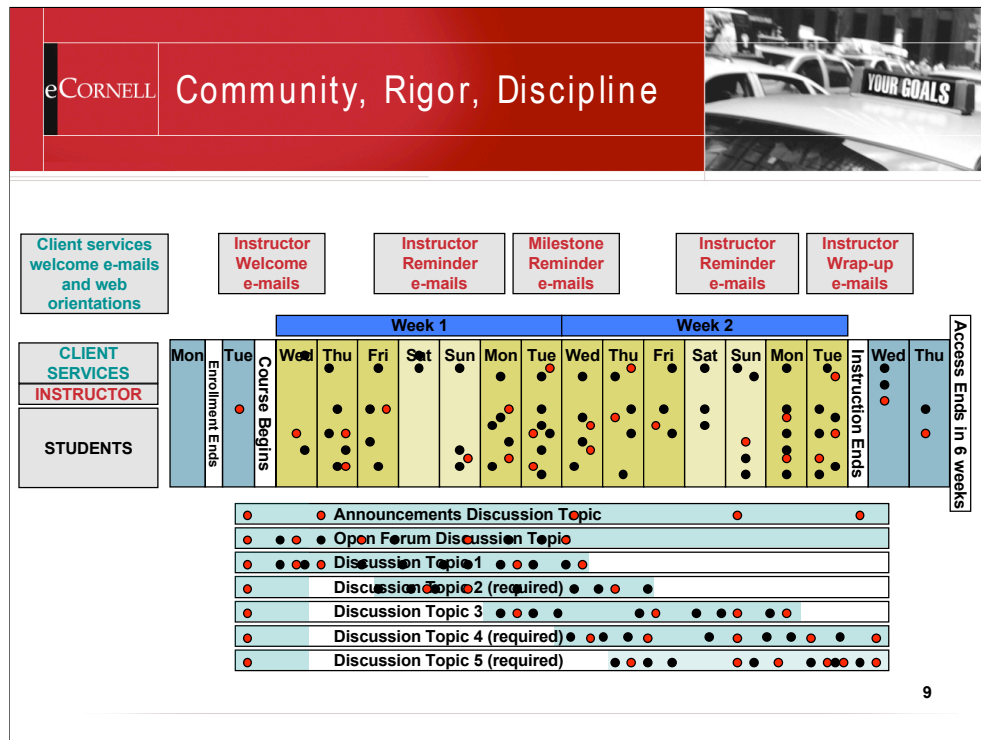 eCORNELL
Community, Rigor, Discipline
YOUR GOALS
Client services
welcome e-mails
and web
orientations
Instructor
Welcome
e-mails
Instructor
Reminder
e-mails
Milestone
Reminder
e-mails
Instructor
Reminder
e-mails
Instructor
Wrap-up
e-mails
Week 1
Week 2
CLIENT
SERVICES
INSTRUCTOR
STUDENTS
Mon
Enrollment Ends
Tue
Course Begins
Wed
Thu
Fri
Sat
Sun
Mon
Tue
Wed
Thu
Fri
Sat
Sun
Mon
Tue
Instruction Ends
Wed
Thu
Access Ends in 6 weeks
Announcements Discussion Topic
Open Forum Discussion Topic
Discussion Topic 1
Discussion Topic 2 (required)
Discussion Topic 3
Discussion Topic 4 (required)
Discussion Topic 5 (required)
9